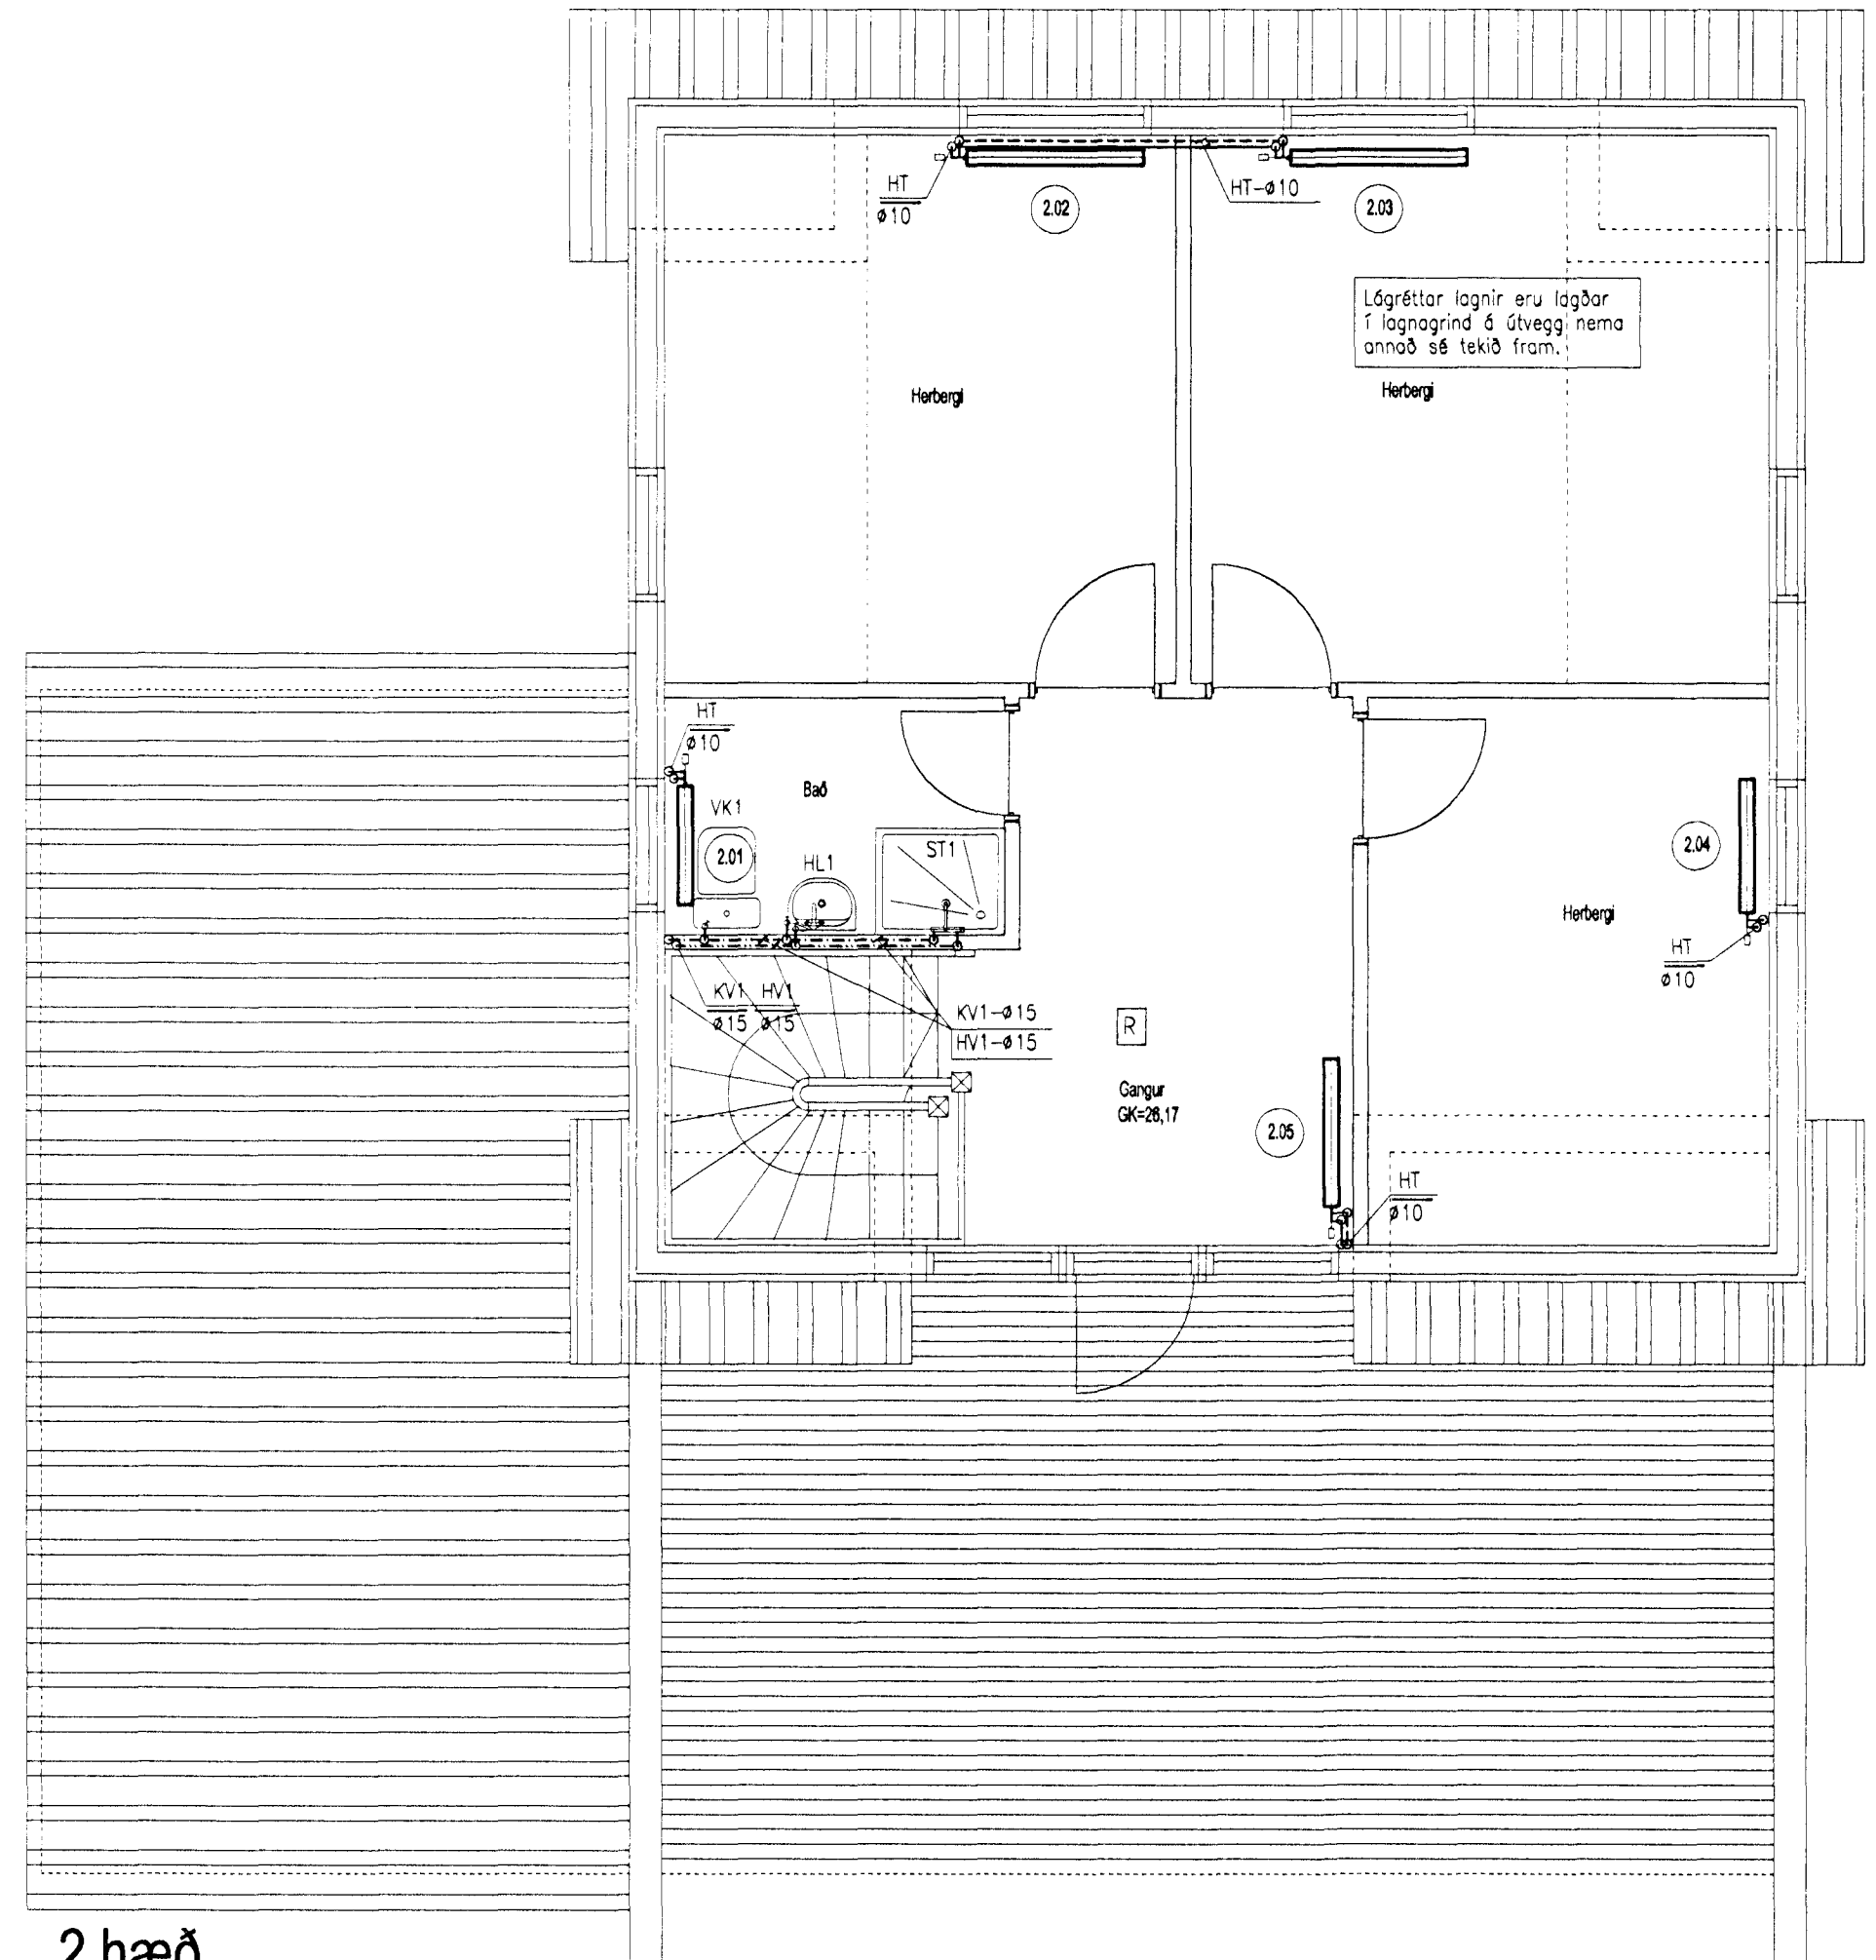 HT
ø10
2.02
HT-ø10
2.03
Lágréttar lagnir eru lagðar
í lagnagrind á útvegg nema
annað sé tekið fram.
Herbergi
Herbergi
HT
ø10
Bað
VK1
2.01
HL1
ST1
2.04
Herbergi
HT
ø10
KV1 HV1
ø15 ø15
KV1-ø15
HV1-ø15
R
Gangur
GK=26,17
2.05
HT
ø10
2 hæð